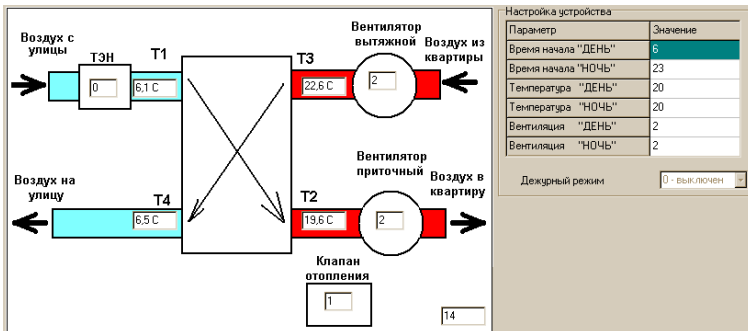 Воздух с улицы
ТЭН
0
T1
6,1 C
T3
22,6 C
Вентилятор вытяжной
2
Воздух из квартиры
Воздух на улицу
T4
6,5 C
T2
19,6 C
Вентилятор приточный
2
Воздух в квартиру
Клапан отопления
1
14
Настройка устройства
Параметр Значение
Время начала "ДЕНЬ" 6
Время начала "НОЧЬ" 23
Температура "ДЕНЬ" 20
Температура "НОЧЬ" 20
Вентиляция "ДЕНЬ" 2
Вентиляция "НОЧЬ" 2
Дежурный режим 0 - выключен